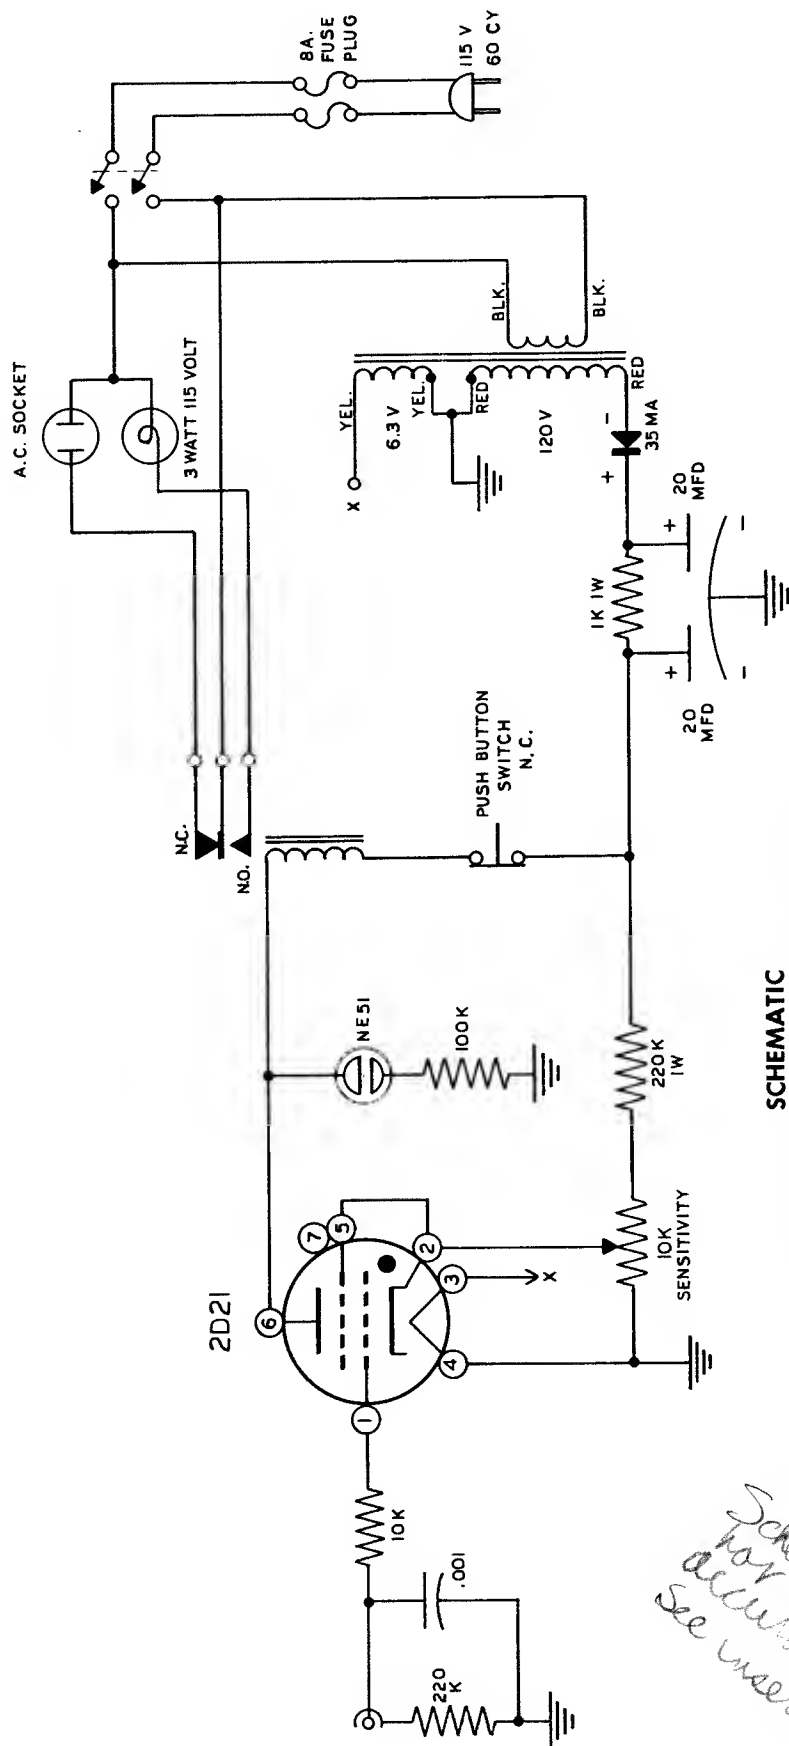 2D21
1
2
3
4
5
6
7
10K
.001
220
K
X
10K
SENSITIVITY
220K
1W
NE51
100K
N.C.
N.O.
PUSH BUTTON
SWITCH
N.C.
20
MFD
1K 1W
20
MFD
+
-
+
-
+
-
35 MA
A.C. SOCKET
3 WATT 115 VOLT
X
YEL.
6.3 V
YEL.
RED
120V
RED
BLK.
BLK.
8A.
FUSE
PLUG
115 V
60 CY
SCHEMATIC
See